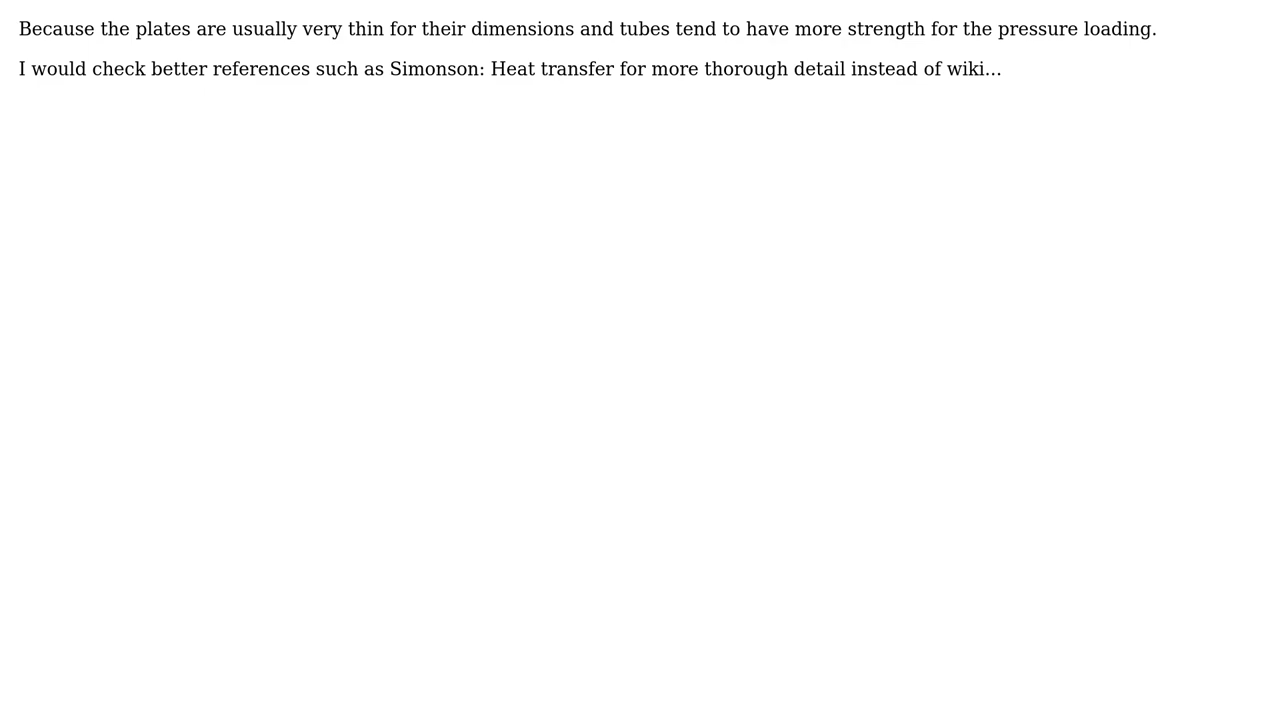 Because the plates are usually very thin for their dimensions and tubes tend to have more strength for the pressure loading.
I would check better references such as Simonson: Heat transfer for more thorough detail instead of wiki...